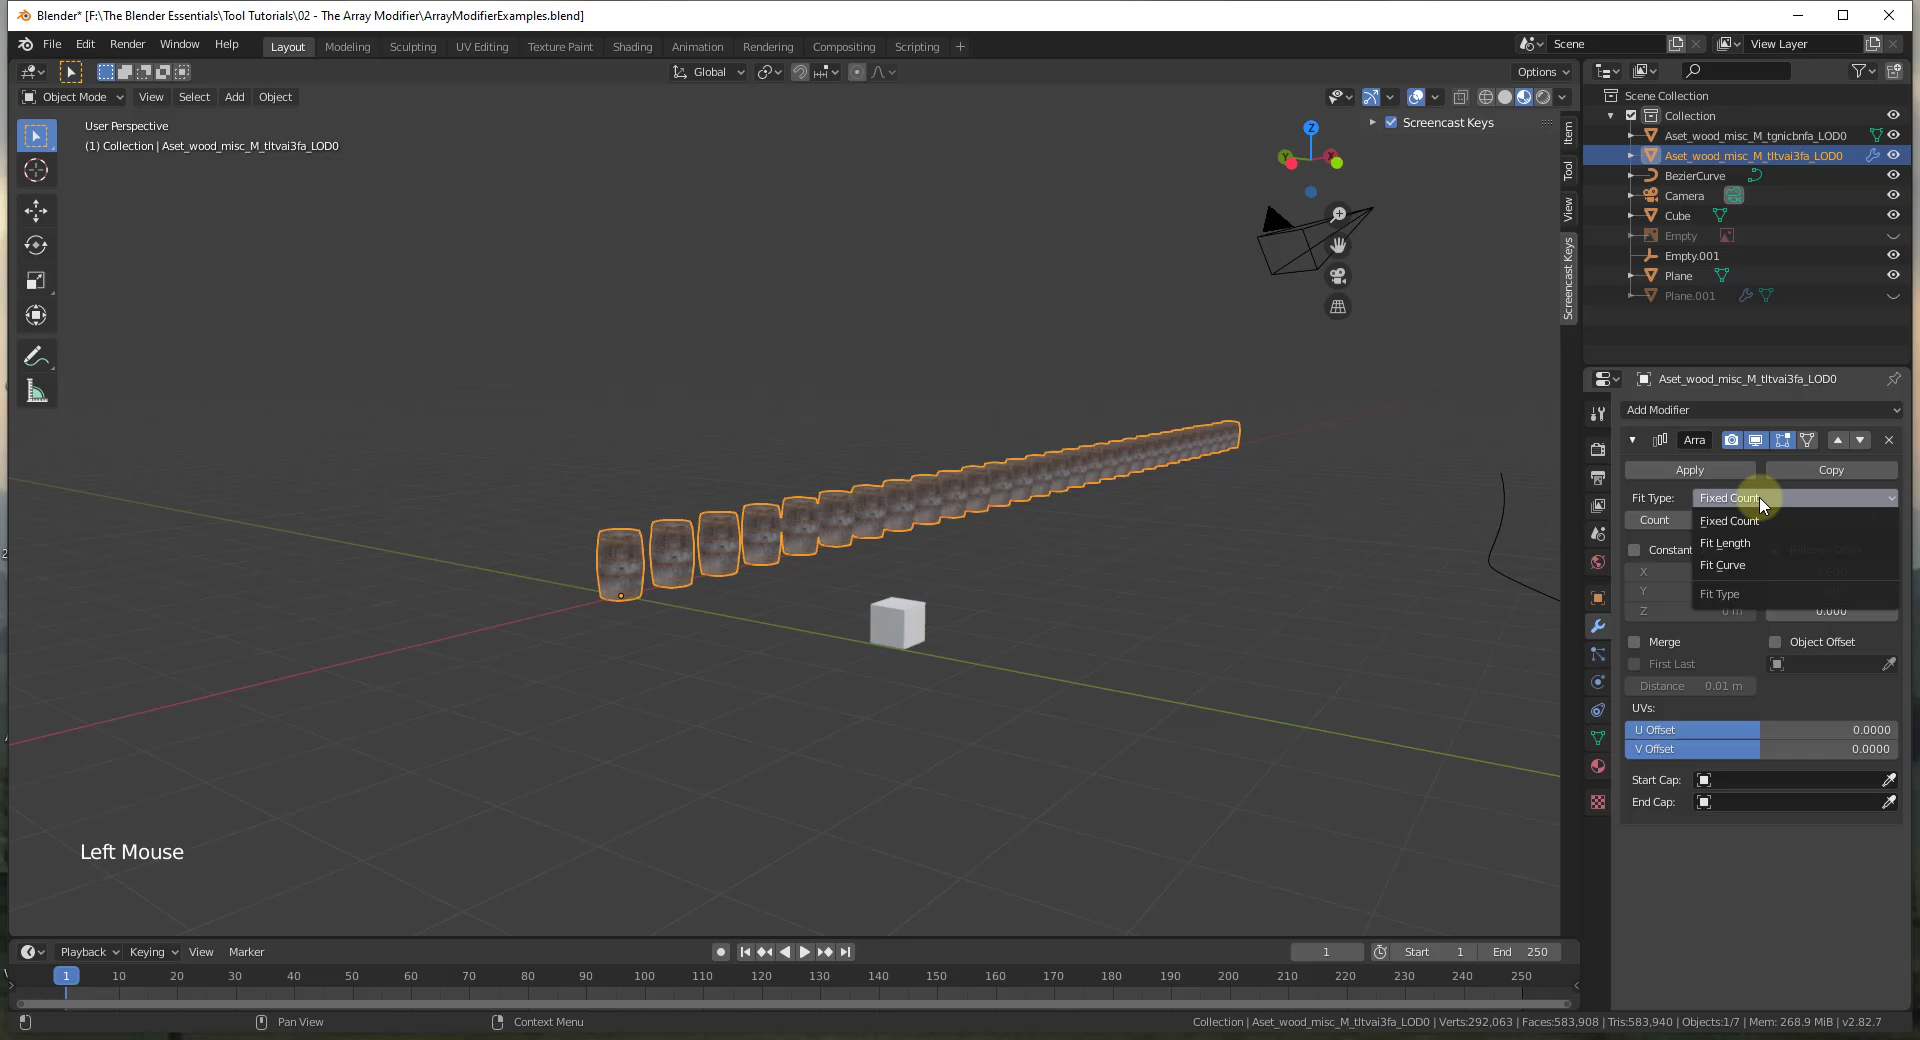 Blender* [F:\The Blender Essentials\Tool Tutorials\02 - The Array Modifier\ArrayModifierExamples.blend]
File Edit Render Window Help Layout Modeling Sculpting UV Editing Texture Paint Shading Animation Rendering Compositing Scripting + Scene View Layer
Global Options
Object Mode View Select Add Object
User Perspective
(1) Collection | Aset_wood_misc_M_tltvai3fa_LOD0
Screencast Keys
Z
Y
X
Item
Tool
View
Screencast Keys
Scene Collection
Collection
Aset_wood_misc_M_tgnicbnfa_LOD0
Aset_wood_misc_M_tltvai3fa_LOD0
BezierCurve
Camera
Cube
Empty
Empty.001
Plane
Plane.001
Aset_wood_misc_M_tltvai3fa_LOD0
Add Modifier
Arra
Apply Copy
Fit Type: Fixed Count
Count Fixed Count
Fit Length
Constant
Fit Curve
X
Y
Fit Type
Z 0 m 0.000
Merge Object Offset
First Last
Distance 0.01 m
UVs:
U Offset 0.0000
V Offset 0.0000
Start Cap:
End Cap:
Left Mouse
Playback Keying View Marker 1 Start 1 End 250
1 10 20 30 40 50 60 70 80 90 100 110 120 130 140 150 160 170 180 190 200 210 220 230 240 250
Pan View Context Menu Collection | Aset_wood_misc_M_tltvai3fa_LOD0 | Verts:292,063 | Faces:583,908 | Tris:583,940 | Objects:1/7 | Mem: 268.9 MiB | v2.82.7